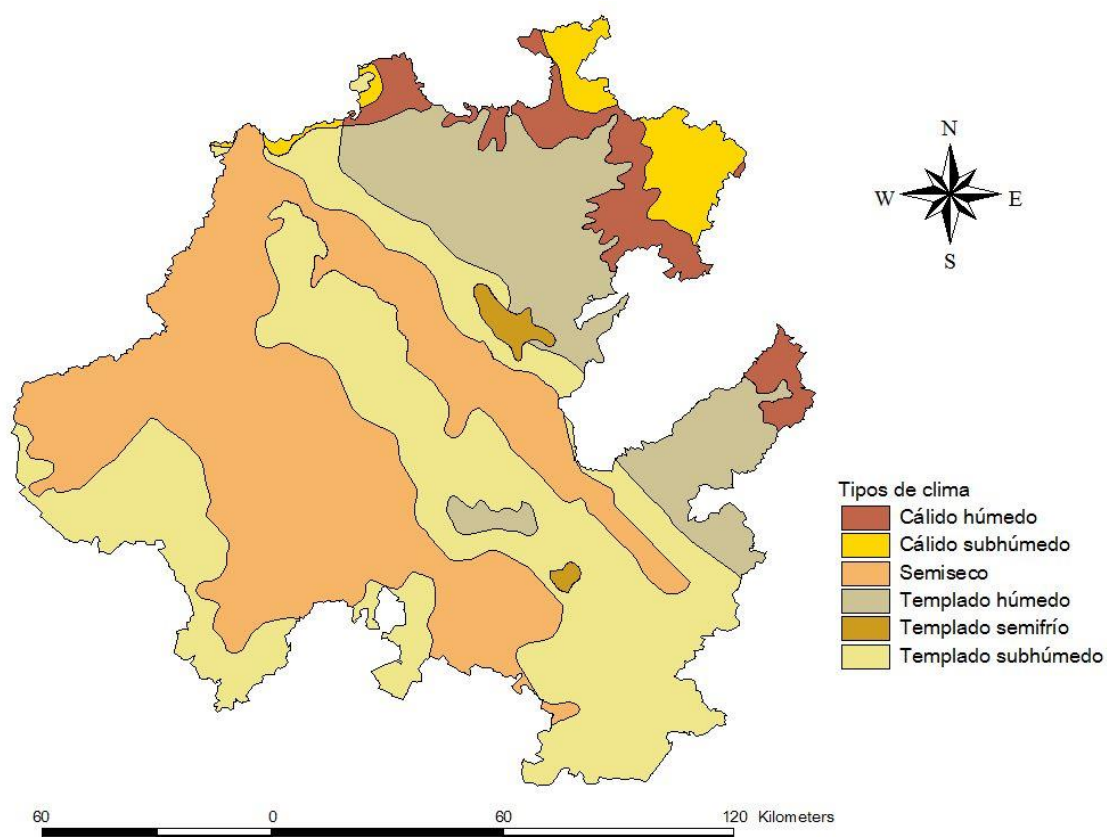 N
W E
S
Tipos de clima
Cálido húmedo
Cálido subhúmedo
Semiseco
Templado húmedo
Templado semifrío
Templado subhúmedo
60 0 60 120 Kilometers